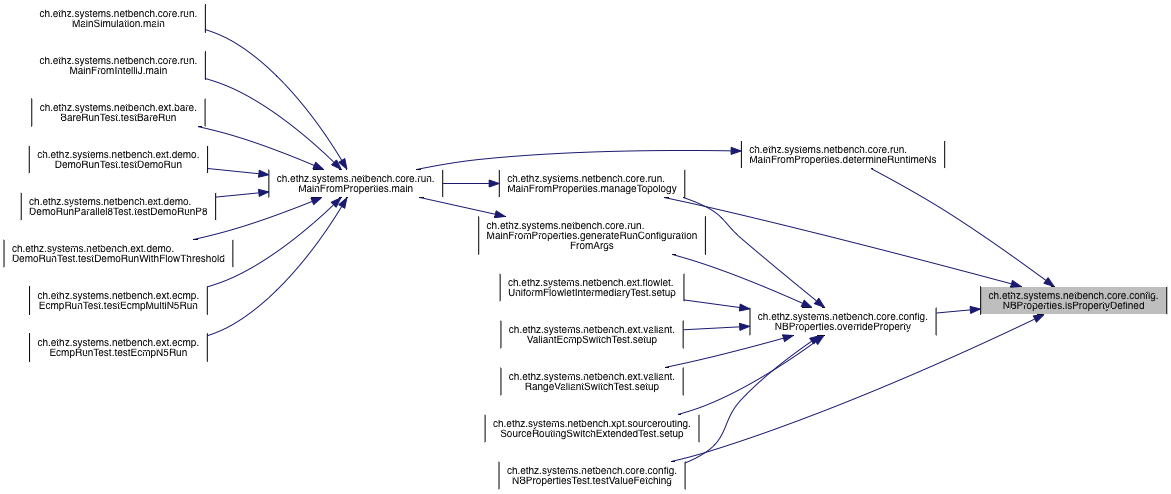 ch.ethz.systems.netbench.core.run.
MainSimulation.main
ch.ethz.systems.netbench.core.run.
MainFromIntelliJ.main
ch.ethz.systems.netbench.ext.bare.
BareRunTest.testBareRun
ch.ethz.systems.netbench.ext.demo.
DemoRunTest.testDemoRun
ch.ethz.systems.netbench.ext.demo.
DemoRunParallel8Test.testDemoRunP8
ch.ethz.systems.netbench.ext.demo.
DemoRunTest.testDemoRunWithFlowThreshold
ch.ethz.systems.netbench.ext.ecmp.
EcmpRunTest.testEcmpMultiN5Run
ch.ethz.systems.netbench.ext.ecmp.
EcmpRunTest.testEcmpN5Run
ch.ethz.systems.netbench.core.run.
MainFromProperties.main
ch.ethz.systems.netbench.core.run.
MainFromProperties.manageTopology
ch.ethz.systems.netbench.core.run.
MainFromProperties.generateRunConfiguration
FromArgs
ch.ethz.systems.netbench.ext.flowlet.
UniformFlowletIntermediaryTest.setup
ch.ethz.systems.netbench.ext.valiant.
ValiantEcmpSwitchTest.setup
ch.ethz.systems.netbench.ext.valiant.
RangeValiantSwitchTest.setup
ch.ethz.systems.netbench.xpt.sourcerouting.
SourceRoutingSwitchExtendedTest.setup
ch.ethz.systems.netbench.core.config.
NBPropertiesTest.testValueFetching
ch.ethz.systems.netbench.core.run.
MainFromProperties.determineRuntimeNs
ch.ethz.systems.netbench.core.config.
NBProperties.overrideProperty
ch.ethz.systems.netbench.core.config.
NBProperties.isPropertyDefined